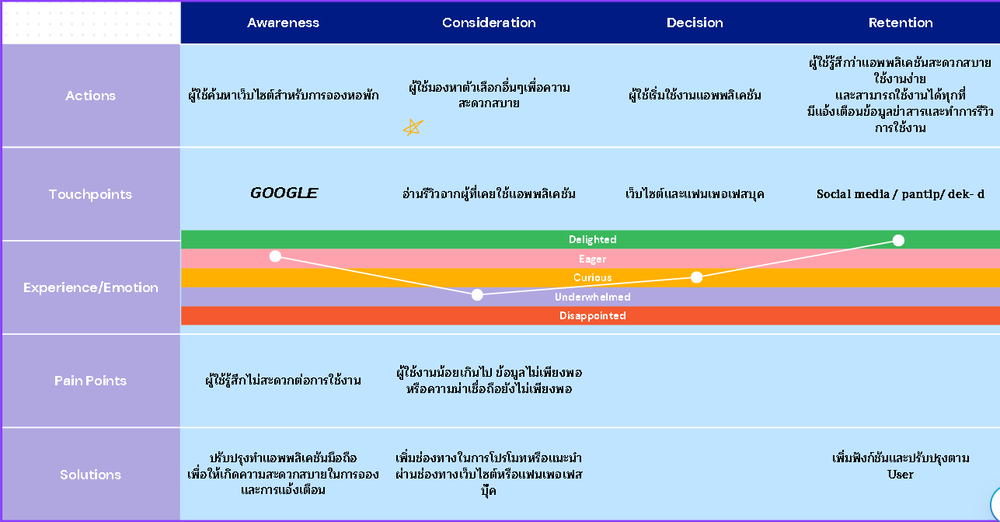 Awareness
Consideration
Decision
Retention
Actions
ผู้ใช้ค้นหาเว็บไซต์สำหรับการจองหอพัก
ผู้ใช้มองหาตัวเลือกอื่นๆเพื่อความ
สะดวกสบาย
ผู้ใช้เริ่มใช้งานแอพพลิเคชัน
ผู้ใช้รู้สึกว่าแอพพลิเคชันสะดวกสบาย
ใช้งานง่าย
และสามารถใช้งานได้ทุกที่
มีแจ้งเตือนข้อมูลข่าสารและทำการรีวิว
การใช้งาน
Touchpoints
GOOGLE
อ่านรีวิวจากผู้ที่เคยใช้แอพพลิเคชัน
เว็บไซต์และแฟนเพจเฟสบุค
Social media / pantip/ dek- d
Experience/Emotion
Delighted
Eager
Curious
Underwhelmed
Disappointed
Pain Points
ผู้ใช้รู้สึกไม่สะดวกต่อการใช้งาน
ผู้ใช้งานน้อยเกินไป ข้อมูลไม่เพียงพอ
หรือความน่าเชื่อถือยังไม่เพียงพอ
Solutions
ปรับปรุงทำแอพพลิเคชันมือถือ
เพื่อให้เกิดความสะดวกสบายในการจอง
และการแจ้งเตือน
เพิ่มช่องทางในการโปรโมทหรือแนะนำ
ผ่านช่องทางเว็บไซต์หรือแฟนเพจเฟส
บุ๊ค
เพิ่มฟังก์ชันและปรับปรุงตาม
User